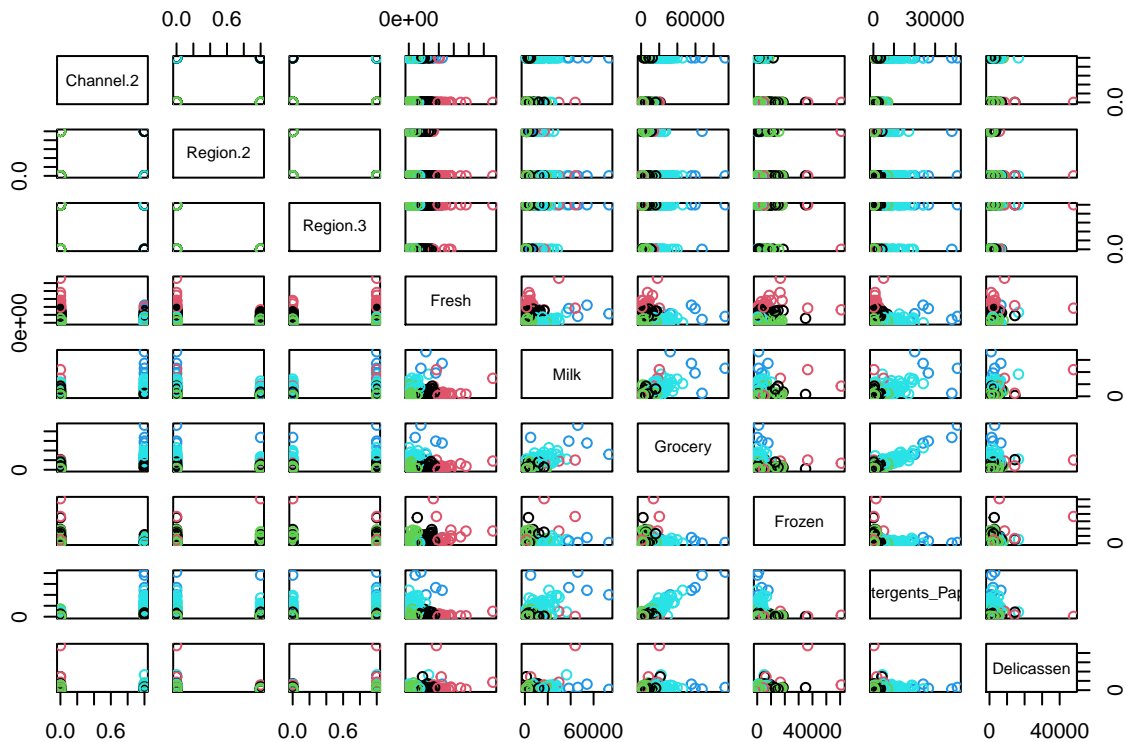 0.0 0.6 0e+00 0 60000 0 30000
Channel.2 0.0
0.0 Region.2
Region.3 0.0
0e+00 Fresh
Milk 0
0 Grocery
Frozen 0
0 tergents_Pap
Delicassen 0
0.0 0.6 0.0 0.6 0 60000 0 40000 0 40000